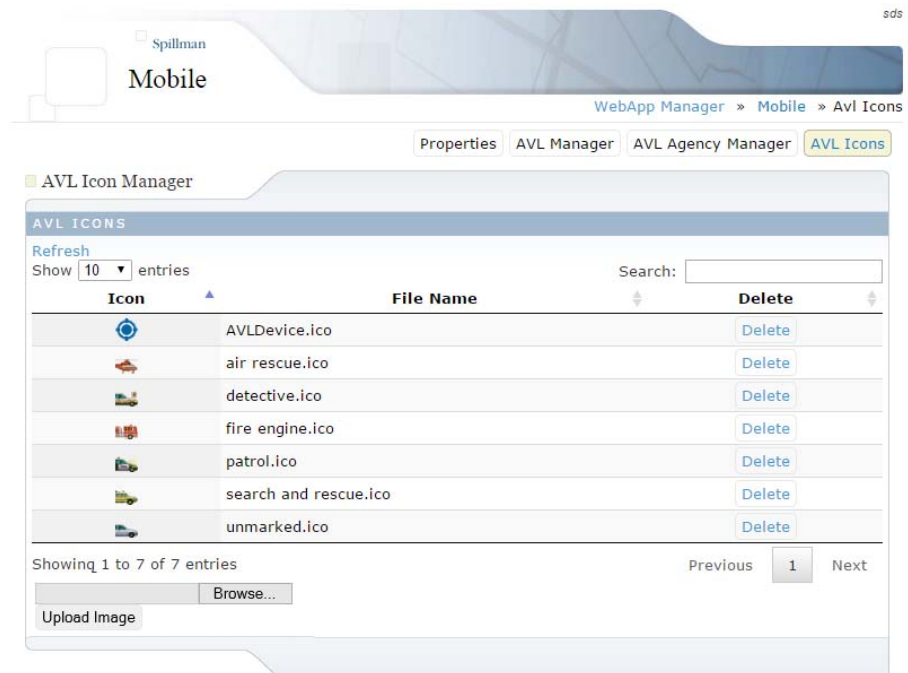 sds
Spillman
Mobile
WebApp Manager » Mobile » Avl Icons
Properties AVL Manager AVL Agency Manager AVL Icons
AVL Icon Manager
AVL ICONS
Refresh
Show 10 entries Search:
Icon File Name Delete
AVLDevice.ico Delete
air rescue.ico Delete
detective.ico Delete
fire engine.ico Delete
patrol.ico Delete
search and rescue.ico Delete
unmarked.ico Delete
Showing 1 to 7 of 7 entries Previous 1 Next
Browse...
Upload Image